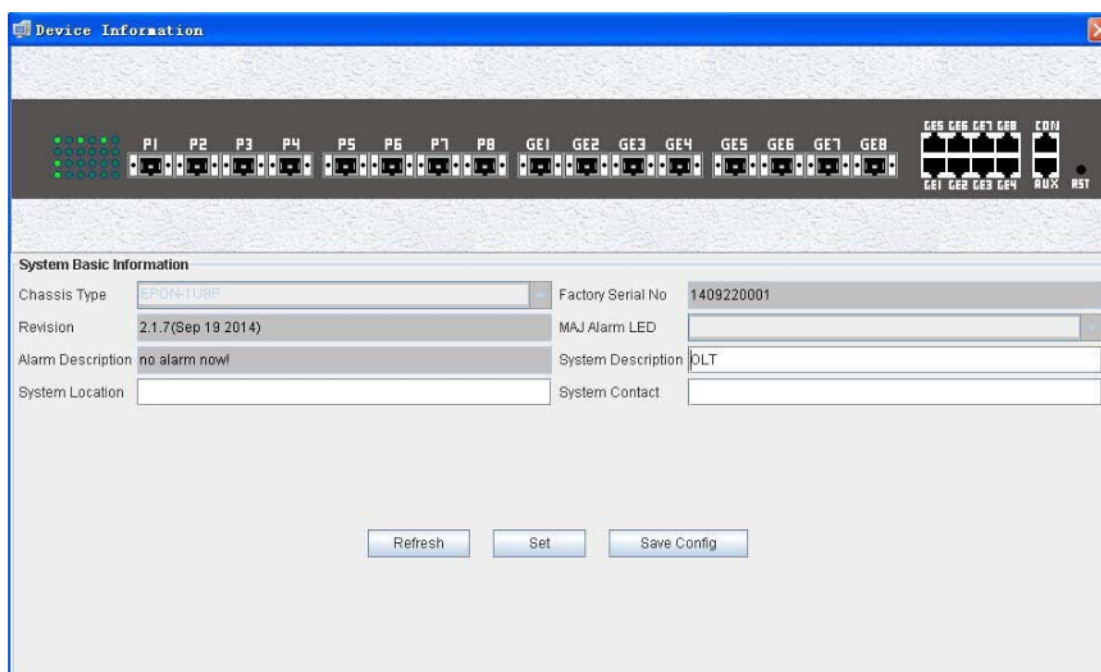 Device Information
P1 P2 P3 P4 P5 P6 P7 P8 GE1 GE2 GE3 GE4 GE5 GE6 GE7 GE8
GE5 GE6 GE7 GE8 CON
GE1 GE2 GE3 GE4 AUX RST
System Basic Information
Chassis Type EPON-1U8P Factory Serial No 1409220001
Revision 2.1.7(Sep 19 2014) MAJ Alarm LED
Alarm Description no alarm now! System Description OLT
System Location System Contact
Refresh Set Save Config